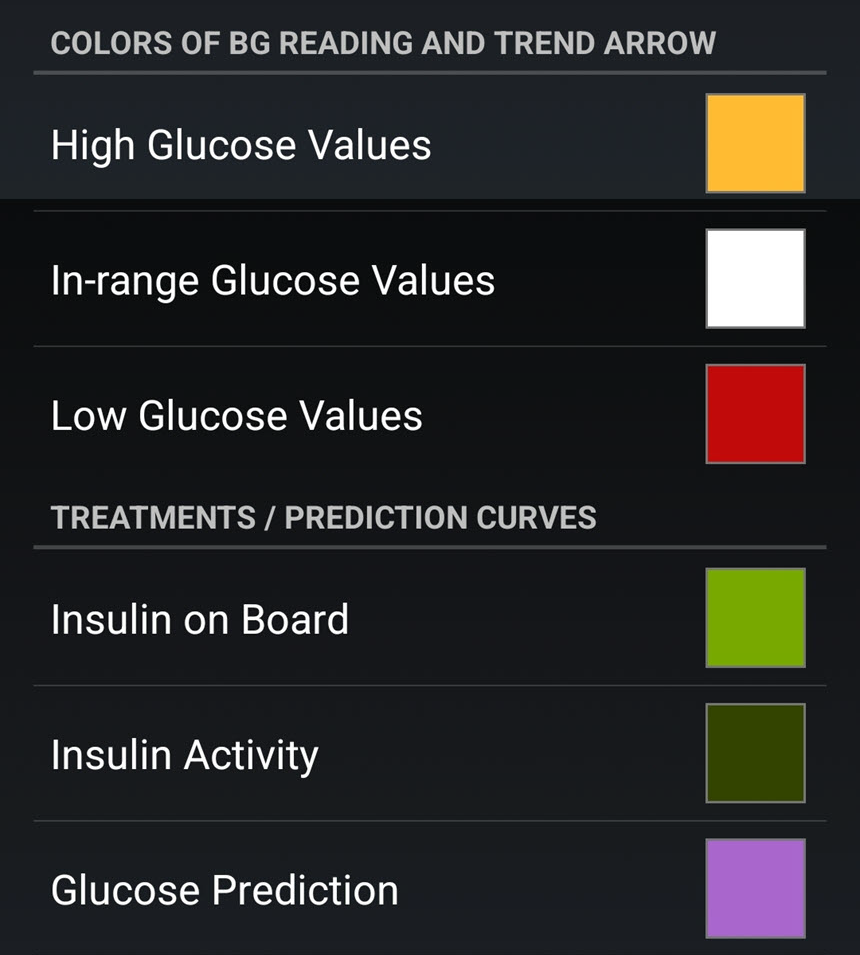 COLORS OF BG READING AND TREND ARROW
High Glucose Values
In-range Glucose Values
Low Glucose Values
TREATMENTS / PREDICTION CURVES
Insulin on Board
Insulin Activity
Glucose Prediction